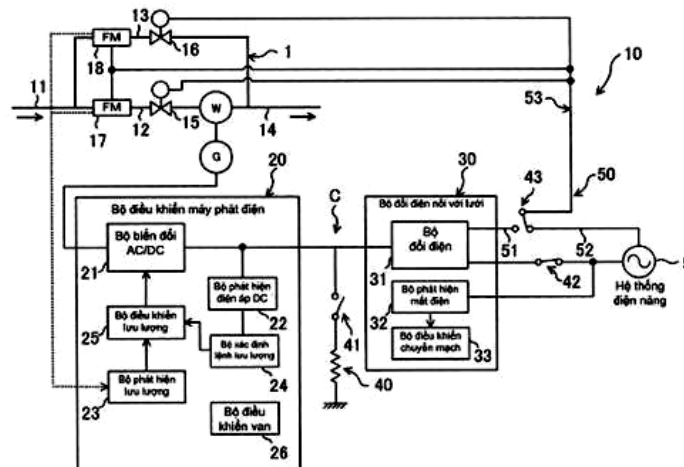 13
FM
18
16
1
10
11
FM
17
12
15
W
14
53
G
20
30
43
50
C
Bộ điều khiển máy phát điện
Bộ đổi điện nối với lưới
Bộ biến đổi AC/DC
21
Bộ đổi điện
31
51
52
42
Hệ thống điện năng
Bộ phát hiện điện áp DC
22
Bộ phát hiện mất điện
32
41
Bộ điều khiển lưu lượng
25
Bộ xác định lệnh lưu lượng
24
Bộ điều khiển chuyển mạch
33
40
Bộ phát hiện lưu lượng
23
Bộ điều khiển van
26